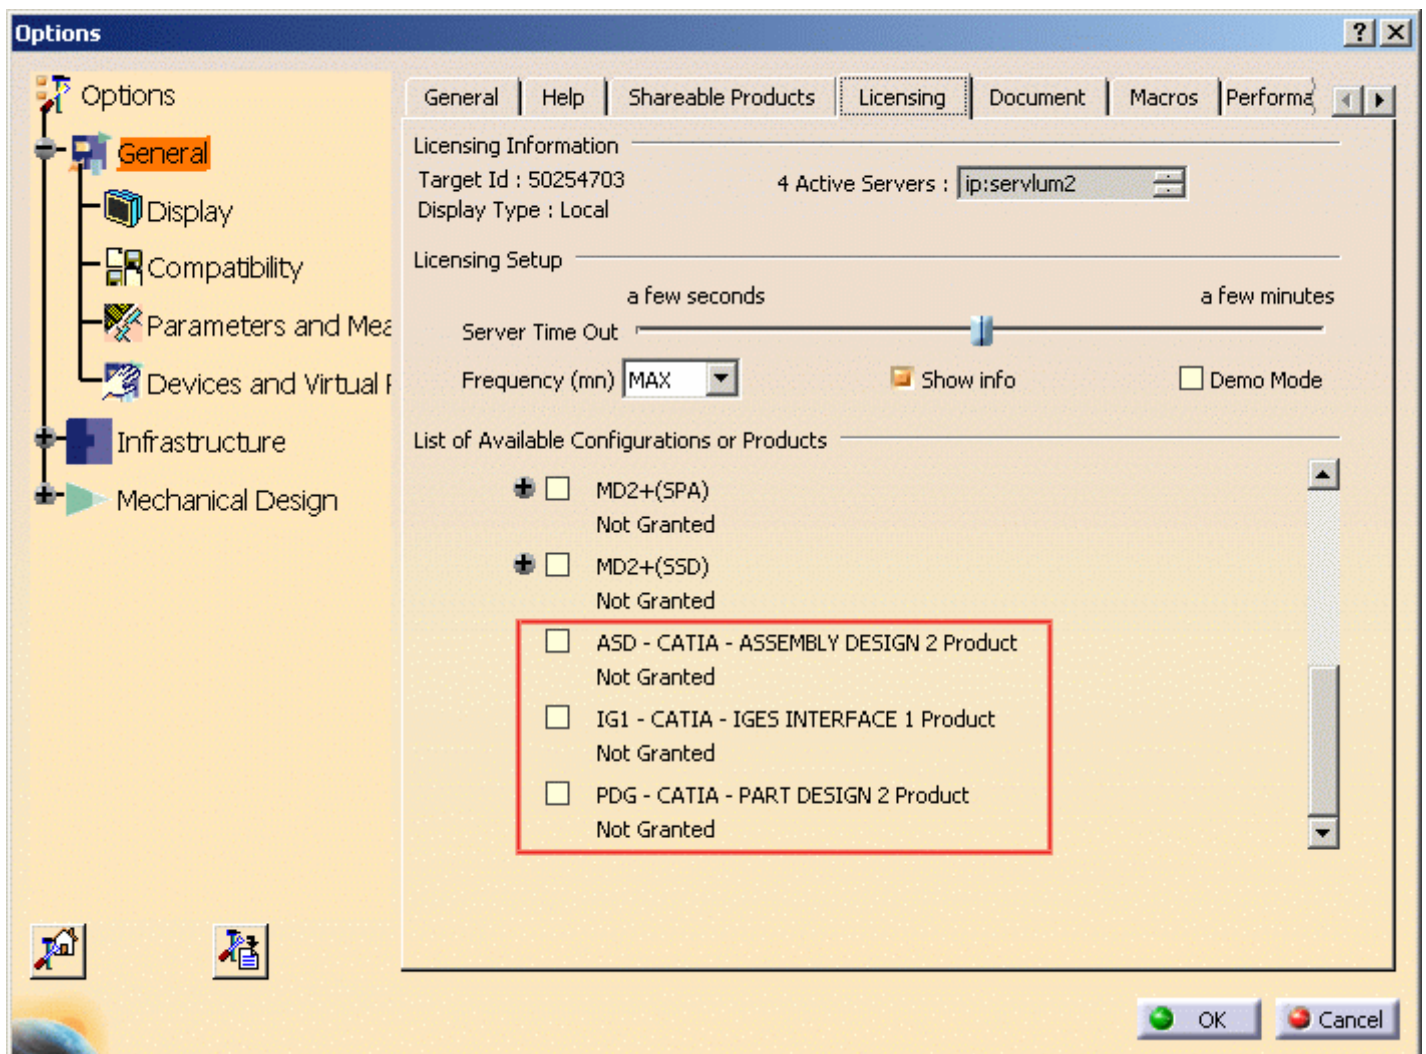 Options
Options
General
Display
Compatibility
Parameters and Mea
Devices and Virtual
Infrastructure
Mechanical Design
General Help Shareable Products Licensing Document Macros Performa
Licensing Information
Target Id : 50254703 4 Active Servers : ip:servlum2
Display Type : Local
Licensing Setup
a few seconds a few minutes
Server Time Out
Frequency (mn) MAX Show info Demo Mode
List of Available Configurations or Products
MD2+(SPA)
Not Granted
MD2+(SSD)
Not Granted
ASD - CATIA - ASSEMBLY DESIGN 2 Product
Not Granted
IG1 - CATIA - IGES INTERFACE 1 Product
Not Granted
PDG - CATIA - PART DESIGN 2 Product
Not Granted
OK Cancel